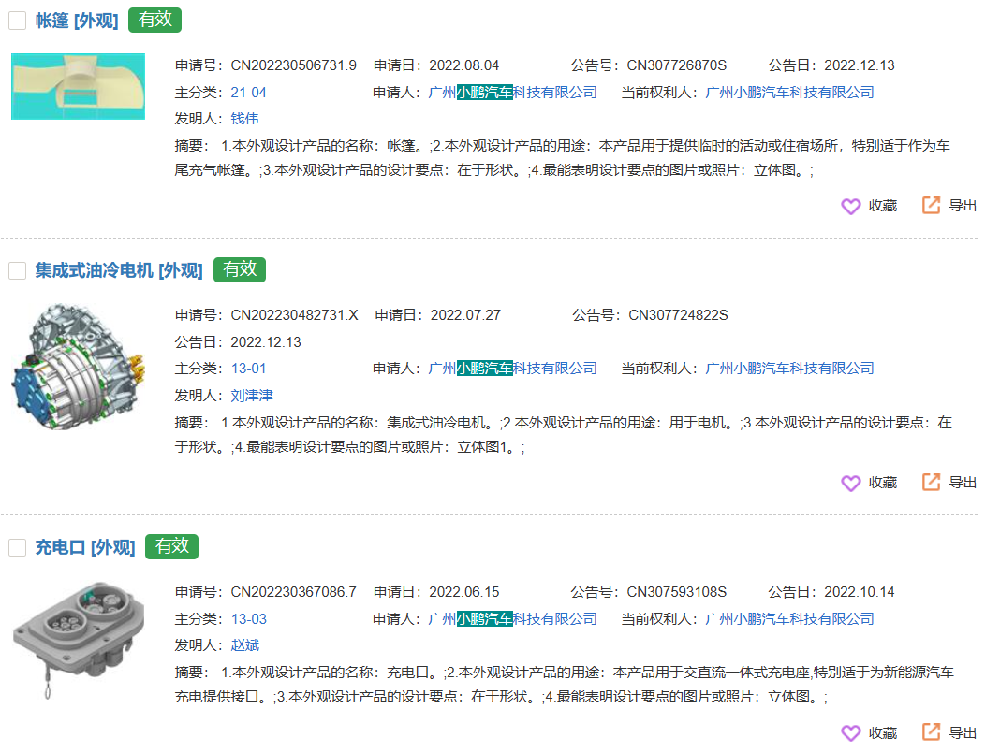 帐篷 [外观] 有效
申请号：CN202230506731.9 申请日：2022.08.04 公告号：CN307726870S 公告日：2022.12.13
主分类：21-04 申请人：广州小鹏汽车科技有限公司 当前权利人：广州小鹏汽车科技有限公司
发明人：钱伟
摘要： 1.本外观设计产品的名称：帐篷。;2.本外观设计产品的用途：本产品用于提供临时的活动或住宿场所，特别适于作为车
尾充气帐篷。;3.本外观设计产品的设计要点：在于形状。;4.最能表明设计要点的图片或照片：立体图。;
收藏 导出
集成式油冷电机 [外观] 有效
申请号：CN202230482731.X 申请日：2022.07.27 公告号：CN307724822S
公告日：2022.12.13
主分类：13-01 申请人：广州小鹏汽车科技有限公司 当前权利人：广州小鹏汽车科技有限公司
发明人：刘津津
摘要： 1.本外观设计产品的名称：集成式油冷电机。;2.本外观设计产品的用途：用于电机。;3.本外观设计产品的设计要点：在
于形状。;4.最能表明设计要点的图片或照片：立体图1。;
收藏 导出
充电口 [外观] 有效
申请号：CN202230367086.7 申请日：2022.06.15 公告号：CN307593108S 公告日：2022.10.14
主分类：13-03 申请人：广州小鹏汽车科技有限公司 当前权利人：广州小鹏汽车科技有限公司
发明人：赵斌
摘要： 1.本外观设计产品的名称：充电口。;2.本外观设计产品的用途：本产品用于交直流一体式充电座,特别适于为新能源汽车
充电提供接口。;3.本外观设计产品的设计要点：在于形状。;4.最能表明设计要点的图片或照片：立体图。;
收藏 导出